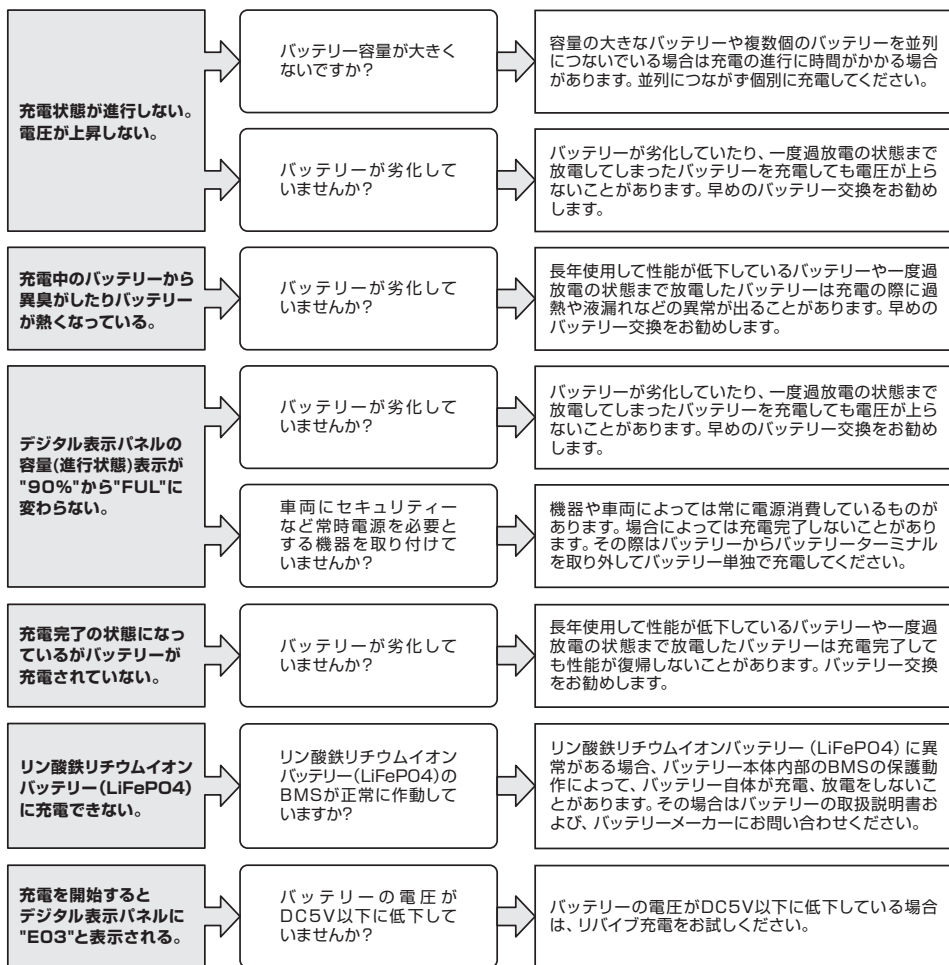 充電状態が進行しない。
電圧が上昇しない。
バッテリー容量が大きく
ないですか？
容量の大きなバッテリーや複数個のバッテリーを並列
につないでいる場合は充電の進行に時間がかかる場合
があります。並列につながず個別に充電してください。
バッテリーが劣化して
いませんか？
バッテリーが劣化していたり、一度過放電の状態まで
放電してしまったバッテリーを充電しても電圧が上ら
ないことがあります。早めのバッテリー交換をお勧め
します。
充電中のバッテリーから
異臭がしたりバッテリー
が熱くなっている。
バッテリーが劣化して
いませんか？
長年使用して性能が低下しているバッテリーや一度過
放電の状態まで放電したバッテリーは充電の際に過
熱や液漏れなどの異常が出ることがあります。早めの
バッテリー交換をお勧めします。
デジタル表示パネルの
容量(進行状態)表示が
"90%"から"FUL"に
変わらない。
バッテリーが劣化して
いませんか？
バッテリーが劣化していたり、一度過放電の状態まで
放電してしまったバッテリーを充電しても電圧が上ら
ないことがあります。早めのバッテリー交換をお勧め
します。
車両にセキュリティー
など常時電源を必要と
する機器を取り付けて
いませんか？
機器や車両によっては常に電源消費しているものが
あります。場合によっては充電完了しないことがあり
ます。その際はバッテリーからバッテリーターミナル
を取り外してバッテリー単独で充電してください。
充電完了の状態になっ
ているがバッテリーが
充電されていない。
バッテリーが劣化して
いませんか？
長年使用して性能が低下しているバッテリーや一度過
放電の状態まで放電したバッテリーは充電完了して
も性能が復帰しないことがあります。バッテリー交換
をお勧めします。
リン酸鉄リチウムイオン
バッテリー(LiFePO4)
に充電できない。
リン酸鉄リチウムイオン
バッテリー(LiFePO4)の
BMSが正常に作動して
いますか？
リン酸鉄リチウムイオンバッテリー（LiFePO4）に異
常がある場合、バッテリー本体内部のBMSの保護動
作によって、バッテリー自体が充電、放電をしないこ
とがあります。その場合はバッテリーの取扱説明書お
よび、バッテリーメーカーにお問い合わせください。
充電を開始すると
デジタル表示パネルに
"E03"と表示される。
バッテリーの電圧が
DC5V以下に低下して
いませんか？
バッテリーの電圧がDC5V以下に低下している場合
は、リバイブ充電をお試しください。